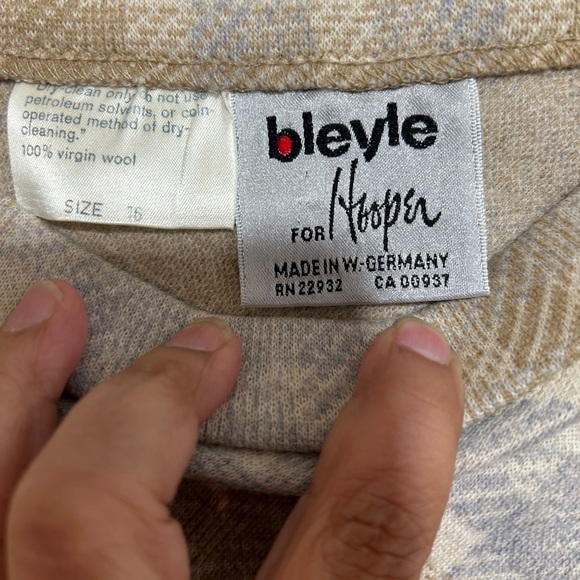 "Dry-clean only Do not use
petroleum solvents, or coin-
operated method of dry-
cleaning."
100% virgin wool
SIZE 16
bleyle
FOR Hooper
MADE IN W.-GERMANY
RN 22932 CA 00937